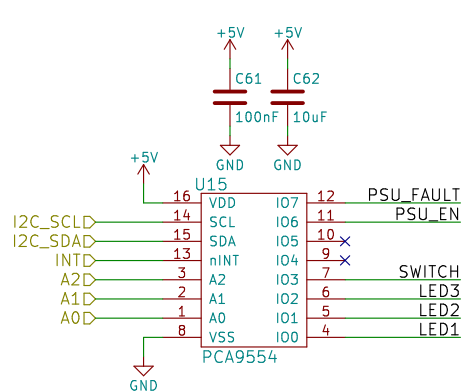 +5V +5V
C61 C62
100nF 10uF
GND GND
+5V
U15
16 VDD IO7 12 PSU_FAULT
I2C_SCL 14 SCL IO6 11 PSU_EN
I2C_SDA 15 SDA IO5 10
INT 13 nINT IO4 9
A2 3 A2 IO3 7 SWITCH
A1 2 A1 IO2 6 LED3
A0 1 A0 IO1 5 LED2
8 VSS IO0 4 LED1
PCA9554
GND